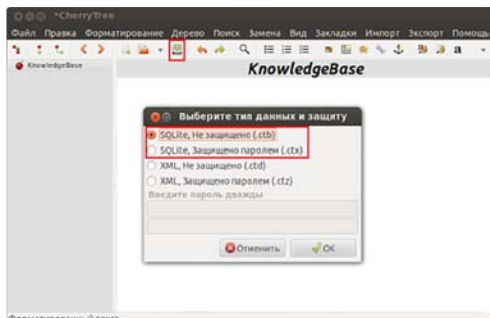 *CherryTree
Файл Правка Форматирование Дерево Поиск Замена Вид Закладки Импорт Экспорт Помощь
KnowledgeBase
KnowledgeBase
Выберите тип данных и защиту
SQLite, Не защищено (.ctb)
SQLite, Защищено паролем (.ctx)
XML, Не защищено (.ctd)
XML, Защищено паролем (.ctz)
Введите пароль дважды
Отменить OK